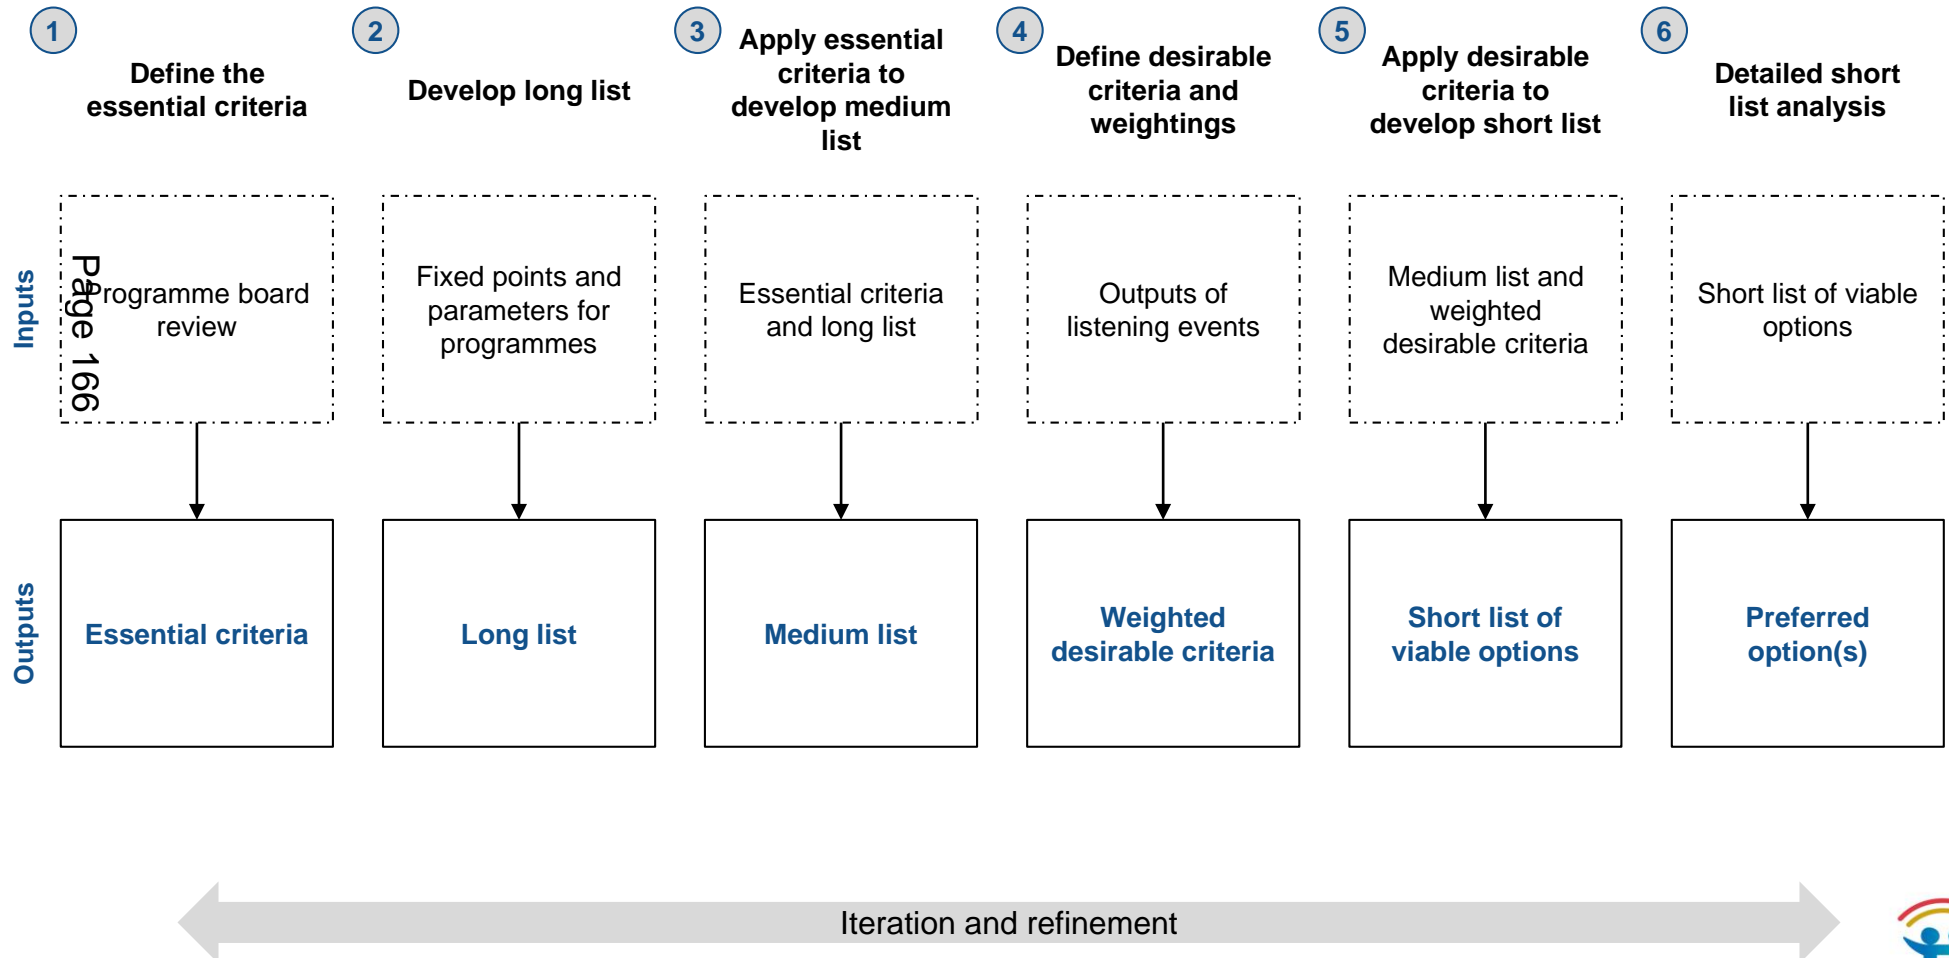 1
Define the
essential criteria
2
Develop long list
3
Apply essential
criteria to
develop medium
list
4
Define desirable
criteria and
weightings
5
Apply desirable
criteria to
develop short list
6
Detailed short
list analysis
Inputs
Page 166
Programme board
review
Fixed points and
parameters for
programmes
Essential criteria
and long list
Outputs of
listening events
Medium list and
weighted
desirable criteria
Short list of viable
options
Outputs
Essential criteria
Long list
Medium list
Weighted
desirable criteria
Short list of
viable options
Preferred
option(s)
Iteration and refinement